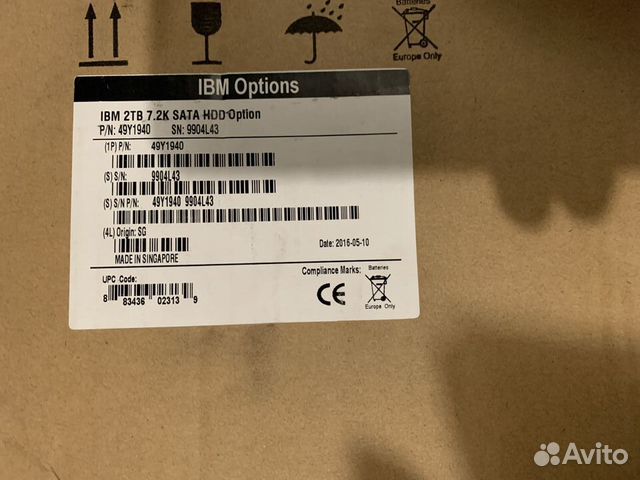 Batteries
Europe Only
IBM Options
IBM 2TB 7.2K SATA HDD Option
P/N: 49Y1940 SN: 9904L43
(1P) P/N: 49Y1940
(S) S/N: 9904L43
(S) S/N P/N: 49Y1940 9904L43
(4L) Origin: SG
MADE IN SINGAPORE
Date: 2016-05-10
UPC Code:
8 83436 02313 9
Compliance Marks:
CE
Batteries
Europe Only
Avito